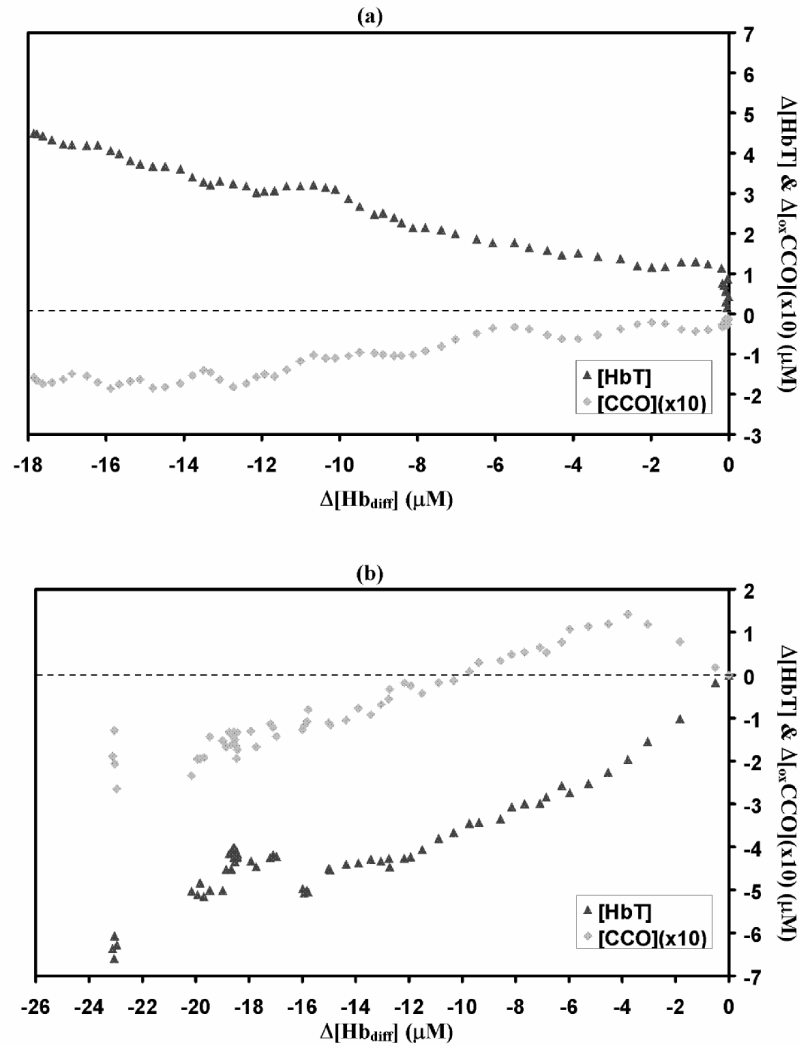 (a)
7
6
5
4
3
2
1
0
-1
-2
-3
Δ[HbT] & Δ[oxCCO](x10) (μM)
[HbT]
[CCO](x10)
-18 -16 -14 -12 -10 -8 -6 -4 -2 0
Δ[Hbdiff] (μM)
(b)
2
1
0
-1
-2
-3
-4
-5
-6
-7
Δ[HbT] & Δ[oxCCO](x10) (μM)
[HbT]
[CCO](x10)
-26 -24 -22 -20 -18 -16 -14 -12 -10 -8 -6 -4 -2 0
Δ[Hbdiff] (μM)